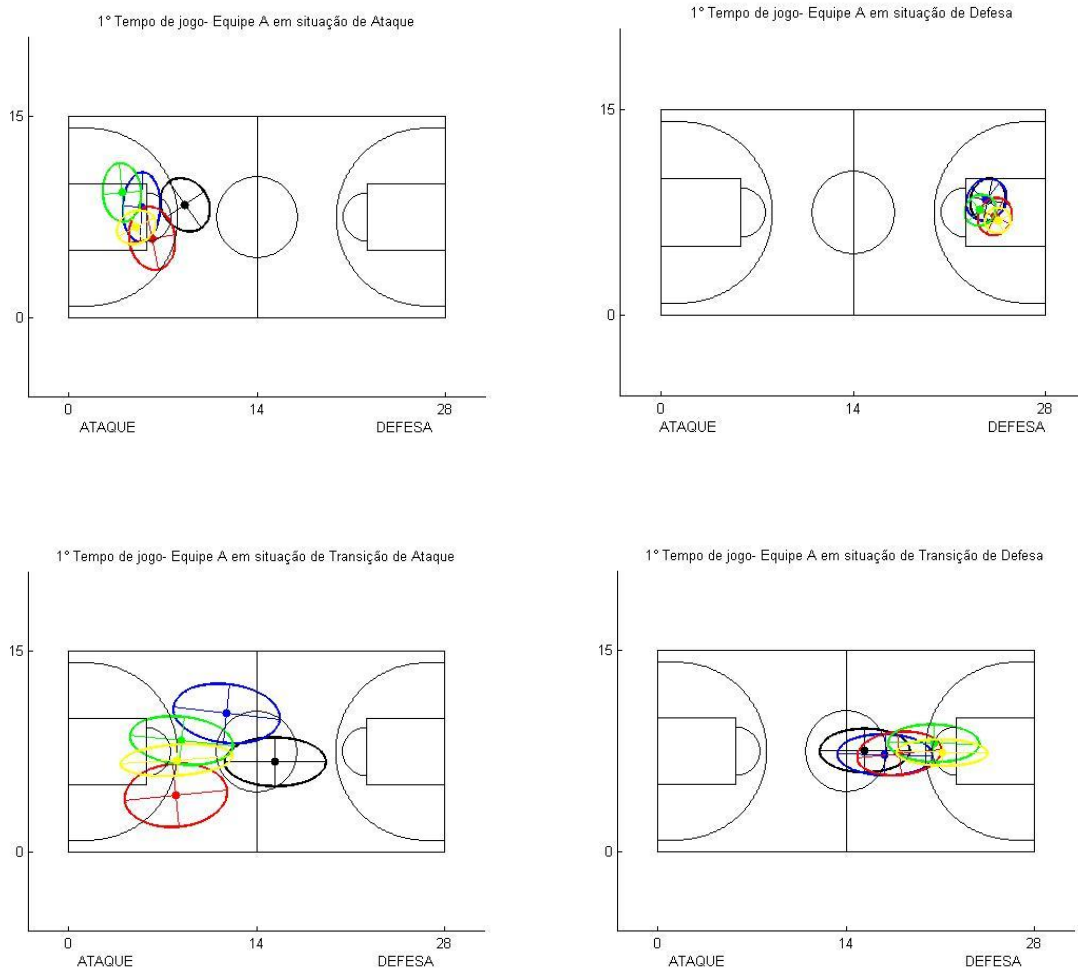 1° Tempo de jogo- Equipe A em situação de Ataque
15
0
0 14 28
ATAQUE DEFESA
1° Tempo de jogo- Equipe A em situação de Defesa
15
0
0 14 28
ATAQUE DEFESA
1° Tempo de jogo- Equipe A em situação de Transição de Ataque
15
0
0 14 28
ATAQUE DEFESA
1° Tempo de jogo- Equipe A em situação de Transição de Defesa
15
0
0 14 28
ATAQUE DEFESA